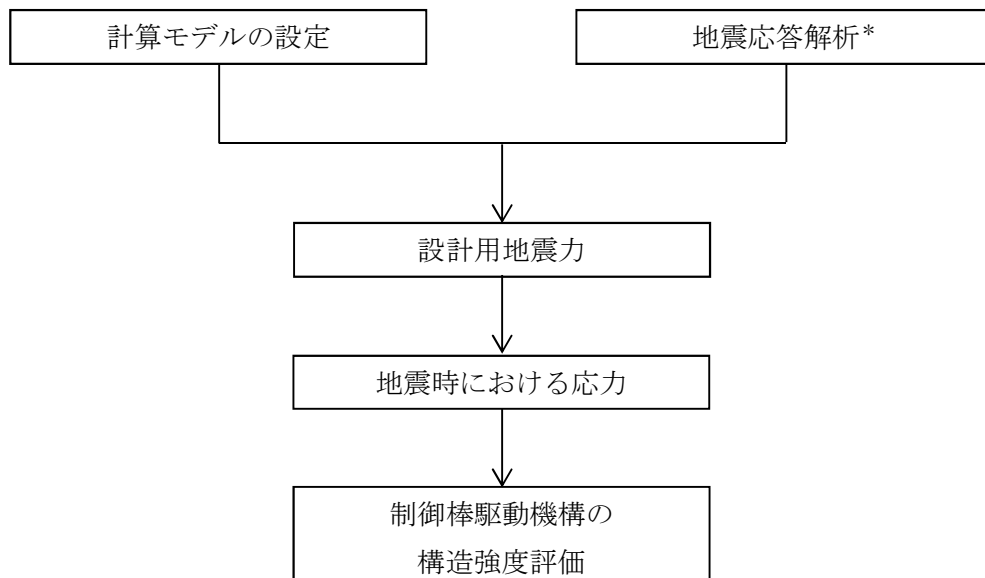 計算モデルの設定
地震応答解析*
設計用地震力
地震時における応力
制御棒駆動機構の
構造強度評価